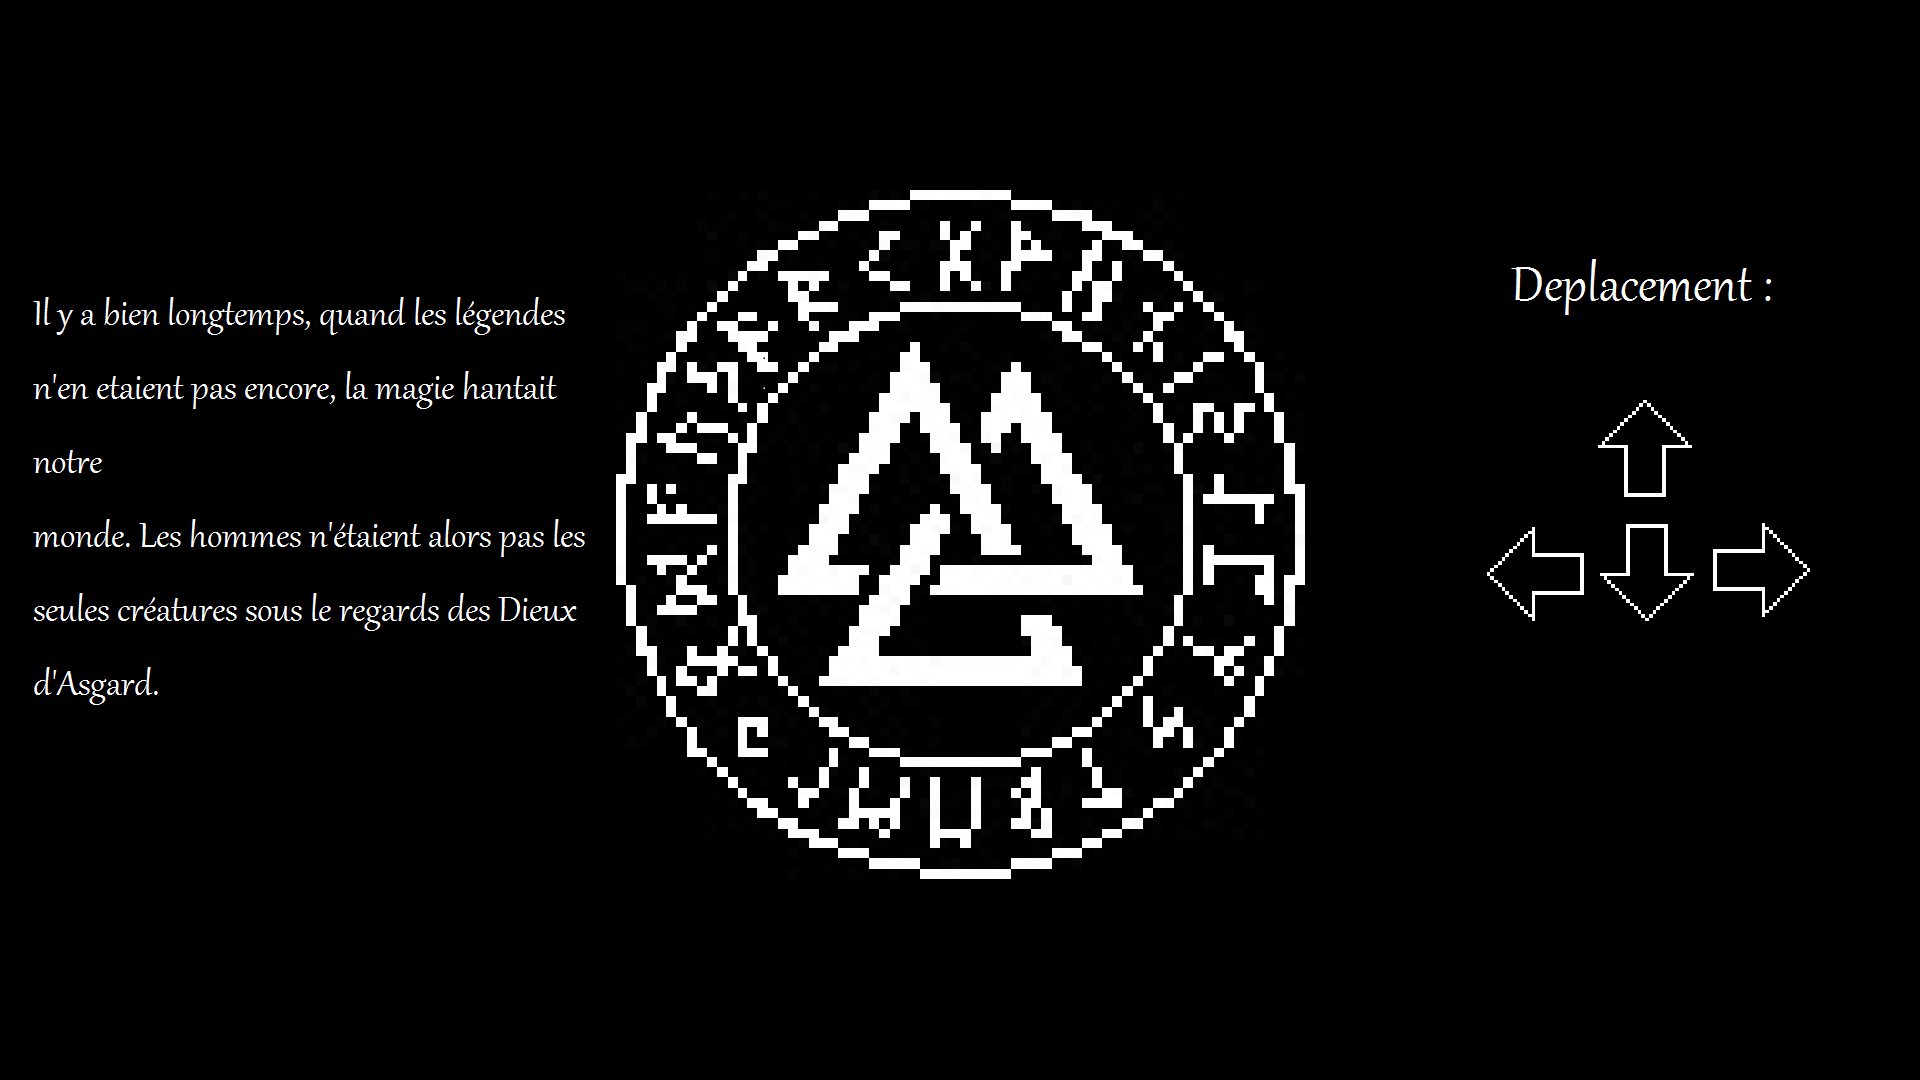 Il y a bien longtemps, quand les légendes
n'en etaient pas encore, la magie hantait
notre
monde. Les hommes n'étaient alors pas les
seules créatures sous le regards des Dieux
d'Asgard.
Deplacement :